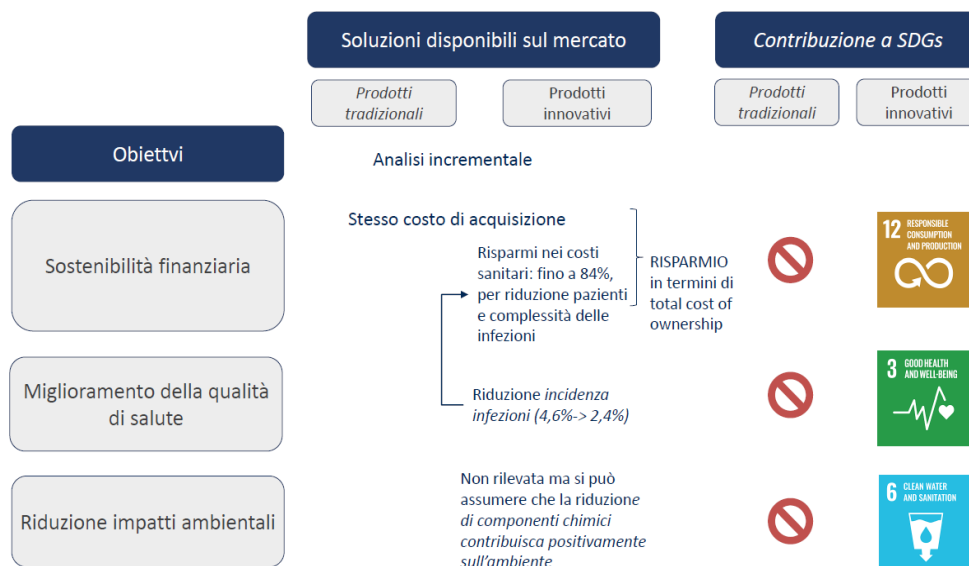 Soluzioni disponibili sul mercato
Contribuzione a SDGs
Prodotti
tradizionali
Prodotti
innovativi
Prodotti
tradizionali
Prodotti
innovativi
Obiettvi
Analisi incrementale
Sostenibilità finanziaria
Stesso costo di acquisizione
Risparmi nei costi
sanitari: fino a 84%,
per riduzione pazienti
e complessità delle
infezioni
RISPARMIO
in termini di
total cost of
ownership
12 RESPONSIBLE
CONSUMPTION
AND PRODUCTION
Miglioramento della qualità
di salute
Riduzione incidenza
infezioni (4,6%-> 2,4%)
3 GOOD HEALTH
AND WELL-BEING
Riduzione impatti ambientali
Non rilevata ma si può
assumere che la riduzione
di componenti chimici
contribuisca positivamente
sull'ambiente
6 CLEAN WATER
AND SANITATION